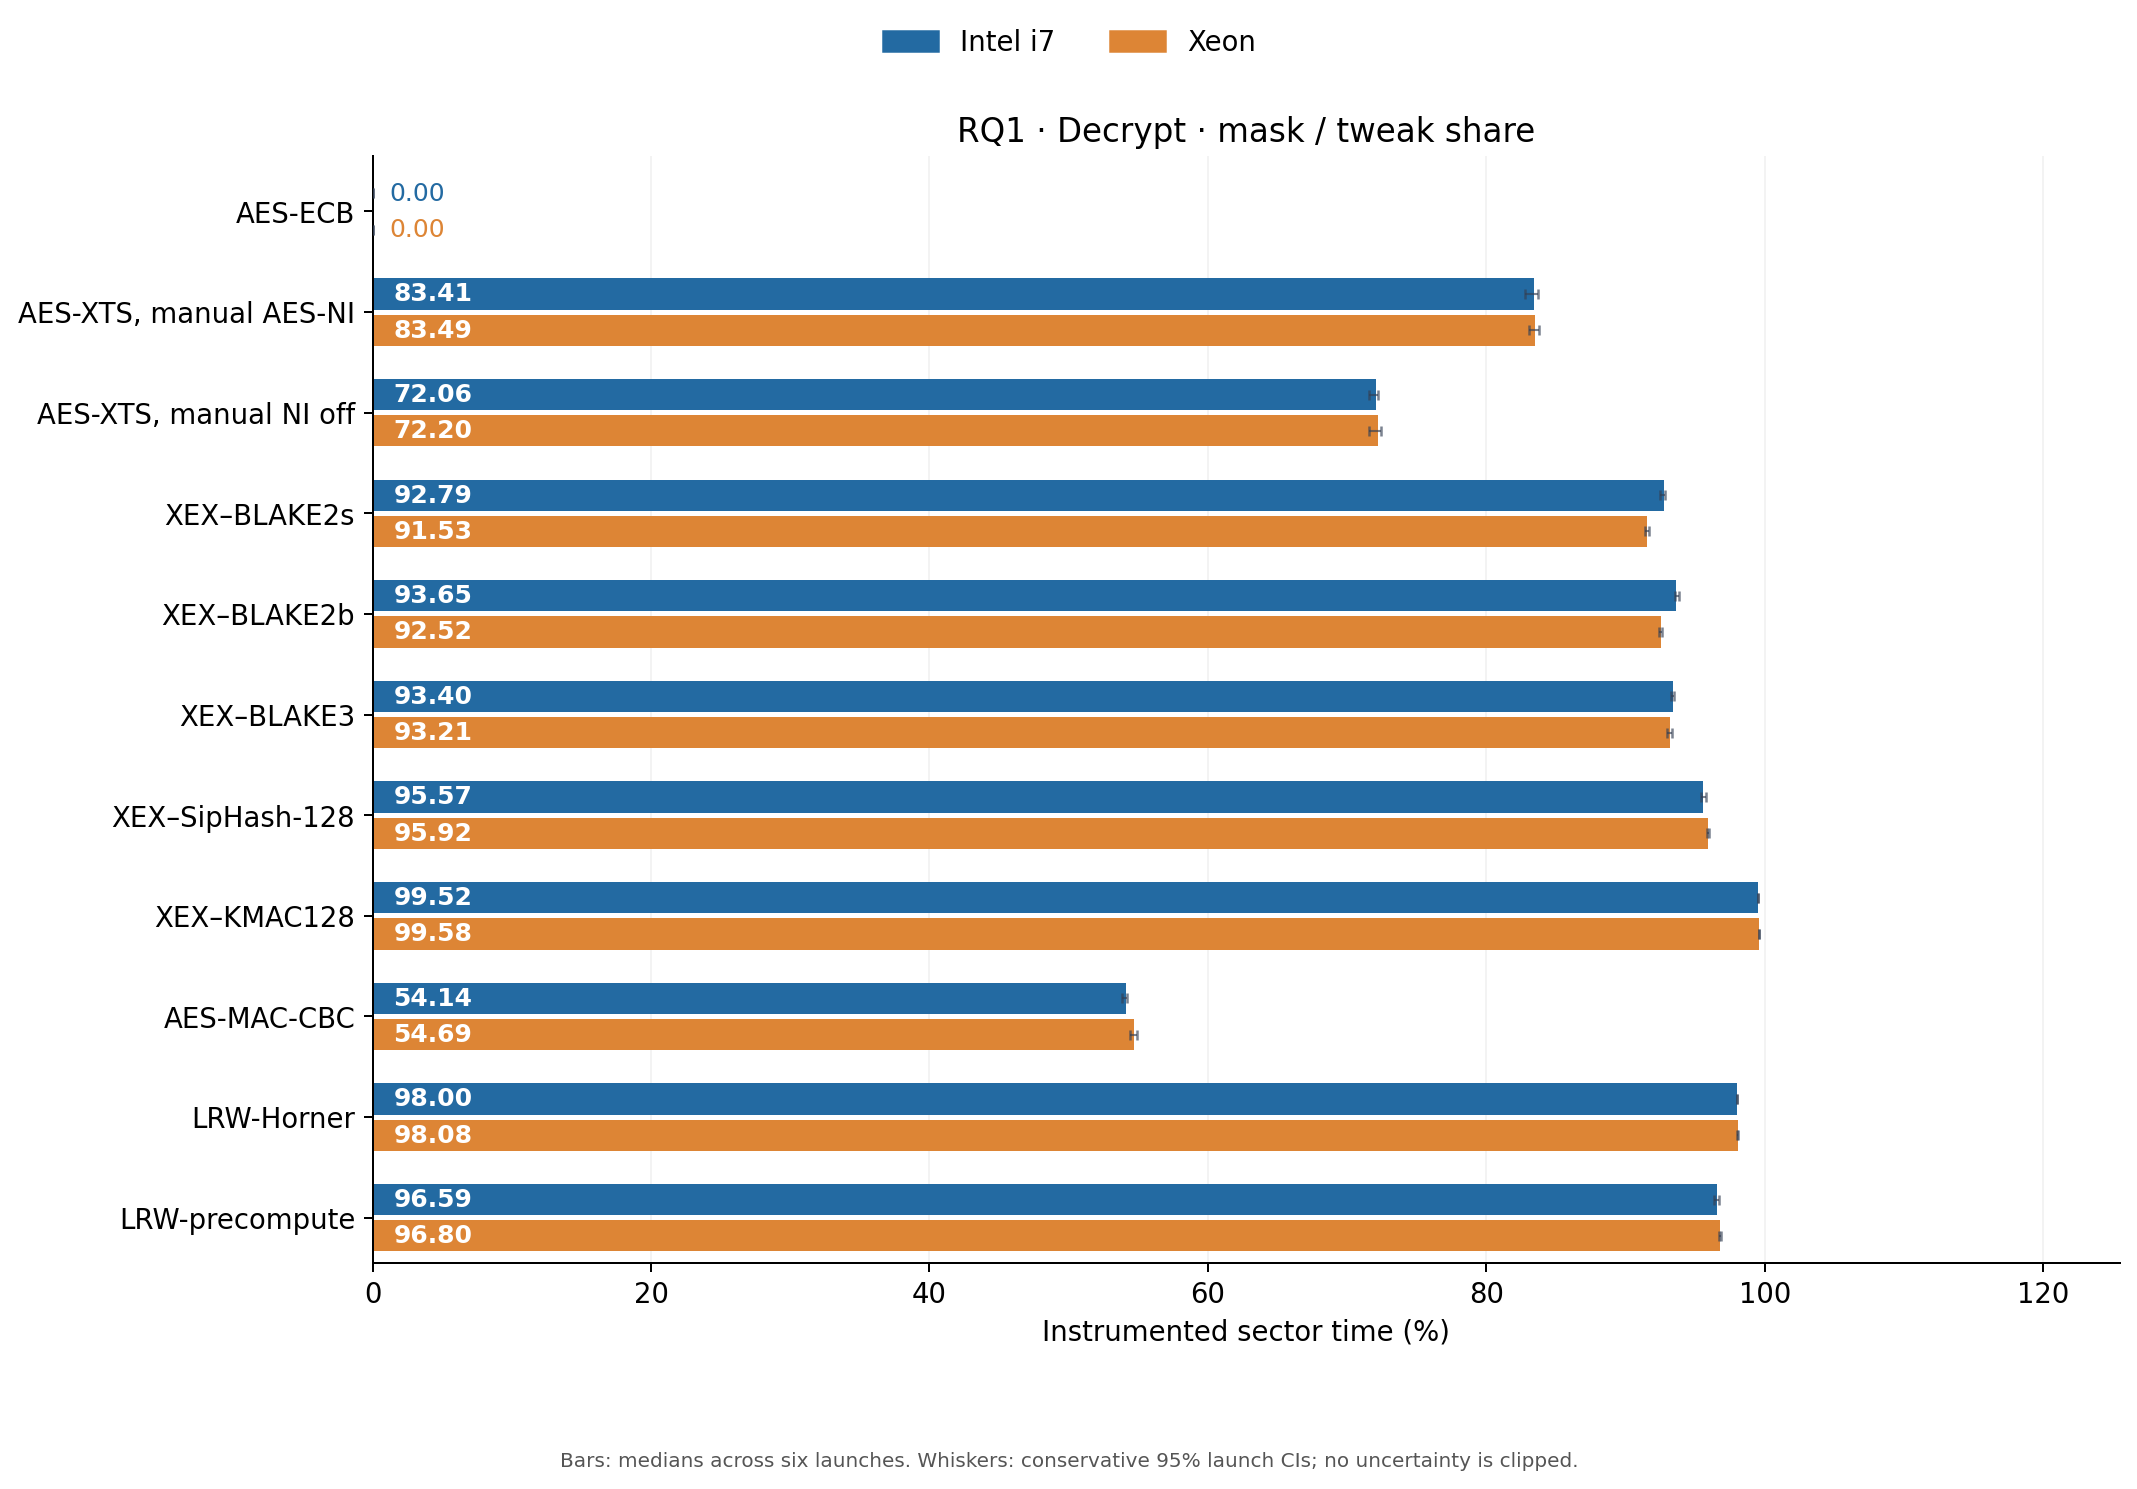 Intel i7 Xeon
RQ1 · Decrypt · mask / tweak share
AES-ECB 0.00
0.00
AES-XTS, manual AES-NI 83.41
83.49
AES-XTS, manual NI off 72.06
72.20
XEX–BLAKE2s 92.79
91.53
XEX–BLAKE2b 93.65
92.52
XEX–BLAKE3 93.40
93.21
XEX–SipHash-128 95.57
95.92
XEX–KMAC128 99.52
99.58
AES-MAC-CBC 54.14
54.69
LRW-Horner 98.00
98.08
LRW-precompute 96.59
96.80
0 20 40 60 80 100 120
Instrumented sector time (%)
Bars: medians across six launches. Whiskers: conservative 95% launch CIs; no uncertainty is clipped.